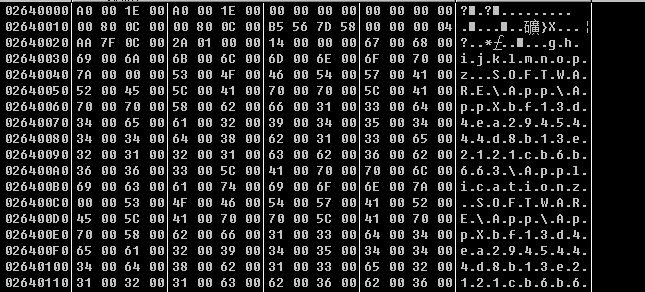 02640000 A0 00 1E 00 A0 00 1E 00 00 00 00 00 00 00 00 00 ?■.?■.........
02640010 00 80 0C 00 00 80 0C 00 B5 56 7D 58 00 00 00 04 .■...■..礦}X...
02640020 AA 7F 0C 00 2A 01 00 00 14 00 00 00 67 00 68 00 ?..*...■...g.h.
02640030 69 00 6A 00 6B 00 6C 00 6D 00 6E 00 6F 00 70 00 i.j.k.l.m.n.o.p.
02640040 7A 00 00 00 53 00 4F 00 46 00 54 00 57 00 41 00 z...S.O.F.T.W.A.
02640050 52 00 45 00 5C 00 41 00 70 00 70 00 5C 00 41 00 R.E.\.A.p.p.\.A.
02640060 70 00 70 00 58 00 62 00 66 00 31 00 33 00 64 00 p.p.X.b.f.1.3.d.
02640070 34 00 65 00 61 00 32 00 39 00 34 00 35 00 34 00 4.e.a.2.9.4.5.4.
02640080 34 00 34 00 64 00 38 00 62 00 31 00 33 00 65 00 4.4.d.8.b.1.3.e.
02640090 32 00 31 00 32 00 31 00 63 00 62 00 36 00 62 00 2.1.2.1.c.b.6.b.
026400A0 36 00 36 00 33 00 5C 00 41 00 70 00 70 00 6C 00 6.6.3.\.A.p.p.l.
026400B0 69 00 63 00 61 00 74 00 69 00 6F 00 6E 00 7A 00 i.c.a.t.i.o.n.z.
026400C0 00 00 53 00 4F 00 46 00 54 00 57 00 41 00 52 00 ..S.O.F.T.W.A.R.
026400D0 45 00 5C 00 41 00 70 00 70 00 5C 00 41 00 70 00 E.\.A.p.p.\.A.p.
026400E0 70 00 58 00 62 00 66 00 31 00 33 00 64 00 34 00 p.X.b.f.1.3.d.4.
026400F0 65 00 61 00 32 00 39 00 34 00 35 00 34 00 34 00 e.a.2.9.4.5.4.4.
02640100 34 00 64 00 38 00 62 00 31 00 33 00 65 00 32 00 4.d.8.b.1.3.e.2.
02640110 31 00 32 00 31 00 63 00 62 00 36 00 62 00 36 00 1.2.1.c.b.6.b.6.